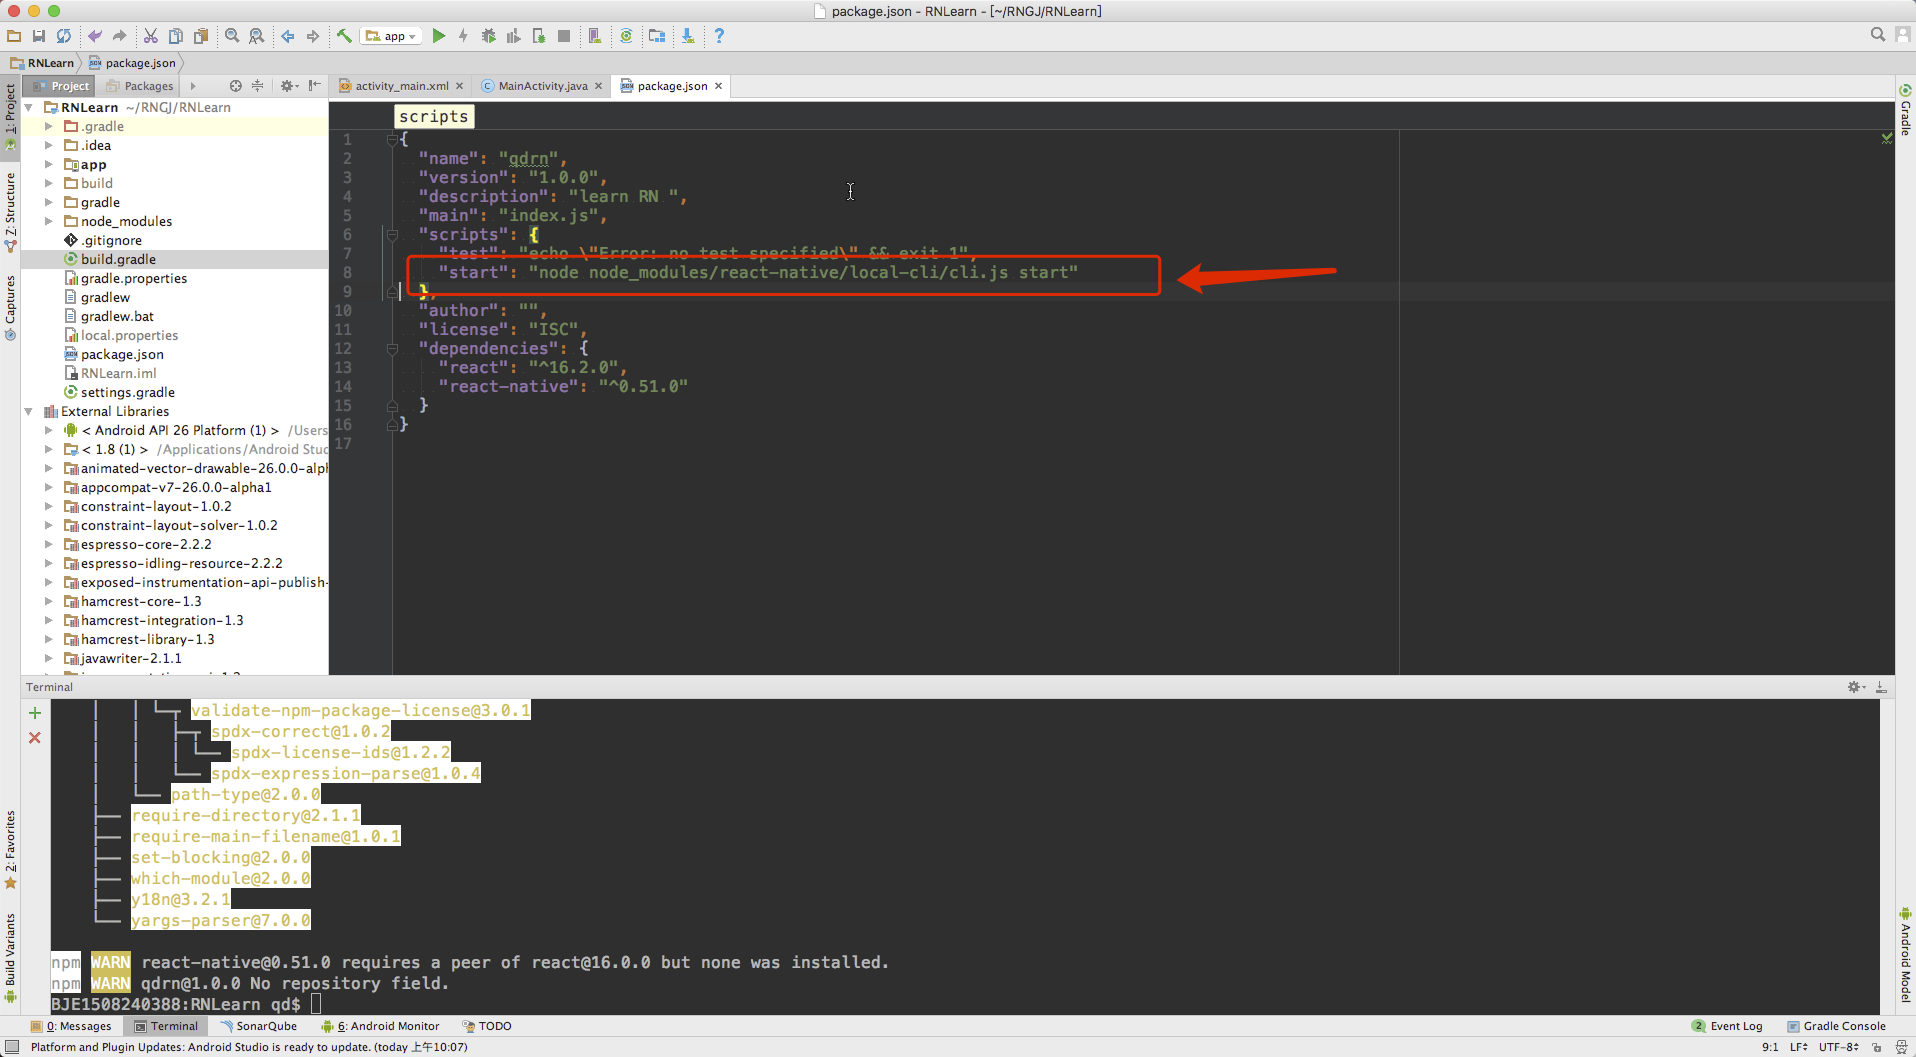 package.json - RNLearn - [~/RNGJ/RNLearn]
app
RNLearn package.json
1: Project
Z: Structure
Captures
2: Favorites
Build Variants
Project Packages
RNLearn ~/RNGJ/RNLearn
.gradle
.idea
app
build
gradle
node_modules
.gitignore
build.gradle
gradle.properties
gradlew
gradlew.bat
local.properties
package.json
RNLearn.iml
settings.gradle
External Libraries
< Android API 26 Platform (1) > /Users
< 1.8 (1) > /Applications/Android Stud
animated-vector-drawable-26.0.0-alph
appcompat-v7-26.0.0-alpha1
constraint-layout-1.0.2
constraint-layout-solver-1.0.2
espresso-core-2.2.2
espresso-idling-resource-2.2.2
exposed-instrumentation-api-publish-
hamcrest-core-1.3
hamcrest-integration-1.3
hamcrest-library-1.3
javawriter-2.1.1
activity_main.xml MainActivity.java package.json
scripts
1 {
2 "name": "qdrn",
3 "version": "1.0.0",
4 "description": "learn RN ",
5 "main": "index.js",
6 "scripts": {
7 "test": "echo \"Error: no test specified\" && exit 1",
8 "start": "node node_modules/react-native/local-cli/cli.js start"
9 },
10 "author": "",
11 "license": "ISC",
12 "dependencies": {
13 "react": "^16.2.0",
14 "react-native": "^0.51.0"
15 }
16 }
17
Gradle
Android Model
Terminal
validate-npm-package-license@3.0.1
spdx-correct@1.0.2
spdx-license-ids@1.2.2
spdx-expression-parse@1.0.4
path-type@2.0.0
require-directory@2.1.1
require-main-filename@1.0.1
set-blocking@2.0.0
which-module@2.0.0
y18n@3.2.1
yargs-parser@7.0.0
npm WARN react-native@0.51.0 requires a peer of react@16.0.0 but none was installed.
npm WARN qdrn@1.0.0 No repository field.
BJE1508240388:RNLearn qd$
0: Messages Terminal SonarQube 6: Android Monitor TODO 2 Event Log Gradle Console
Platform and Plugin Updates: Android Studio is ready to update. (today 上午10:07) 9:1 LF UTF-8